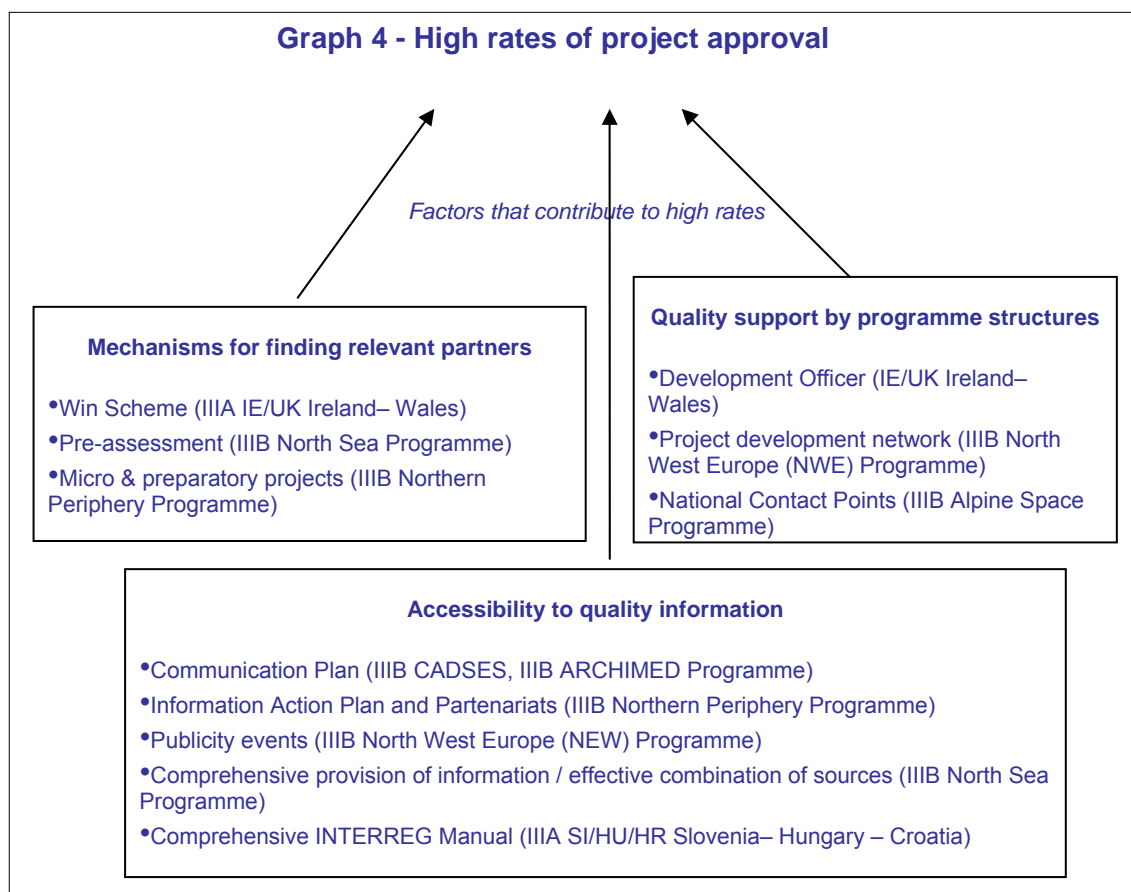 Graph 4 - High rates of project approval
Factors that contribute to high rates
Mechanisms for finding relevant partners
•Win Scheme (IIIA IE/UK Ireland– Wales)
•Pre-assessment (IIIB North Sea Programme)
•Micro & preparatory projects (IIIB Northern
Periphery Programme)
Quality support by programme structures
•Development Officer (IE/UK Ireland–
Wales)
•Project development network (IIIB North
West Europe (NWE) Programme)
•National Contact Points (IIIB Alpine Space
Programme)
Accessibility to quality information
•Communication Plan (IIIB CADSES, IIIB ARCHIMED Programme)
•Information Action Plan and Partenariats (IIIB Northern Periphery Programme)
•Publicity events (IIIB North West Europe (NEW) Programme)
•Comprehensive provision of information / effective combination of sources (IIIB North Sea
Programme)
•Comprehensive INTERREG Manual (IIIA SI/HU/HR Slovenia– Hungary – Croatia)